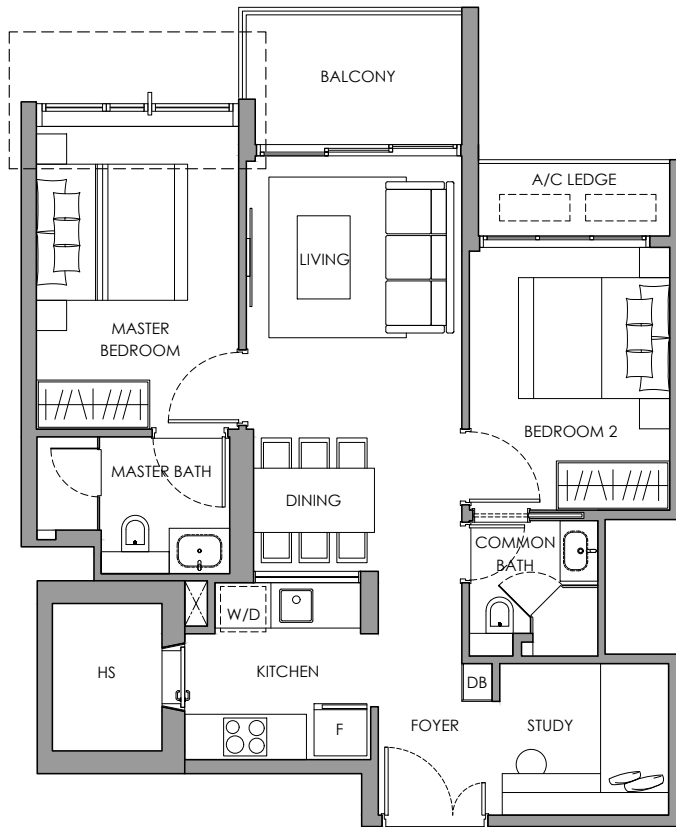 BALCONY
A/C LEDGE
LIVING
MASTER
BEDROOM
BEDROOM 2
MASTER BATH
DINING
COMMON
BATH
W/D
HS
KITCHEN
DB
F
FOYER
STUDY